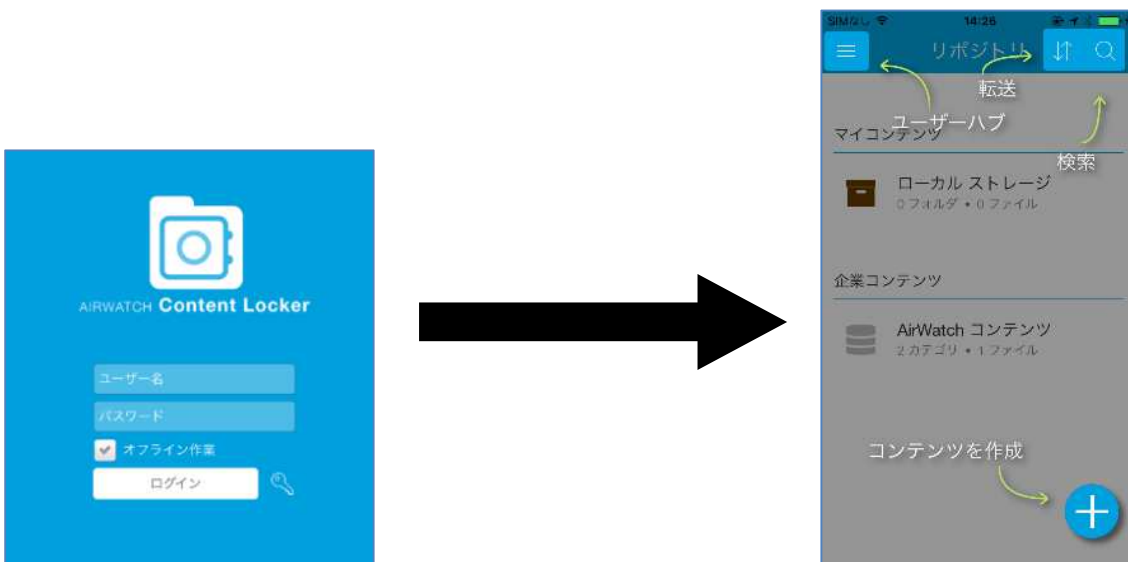 AIRWATCH Content Locker
ユーザー名
パスワード
オフライン作業
ログイン
SIMなし 14:26
リポジトリ
転送
ユーザーハブ
マイコンテンツ
検索
ローカル ストレージ
0 フォルダ • 0 ファイル
企業コンテンツ
AirWatch コンテンツ
2 カテゴリ • 1 ファイル
コンテンツを作成